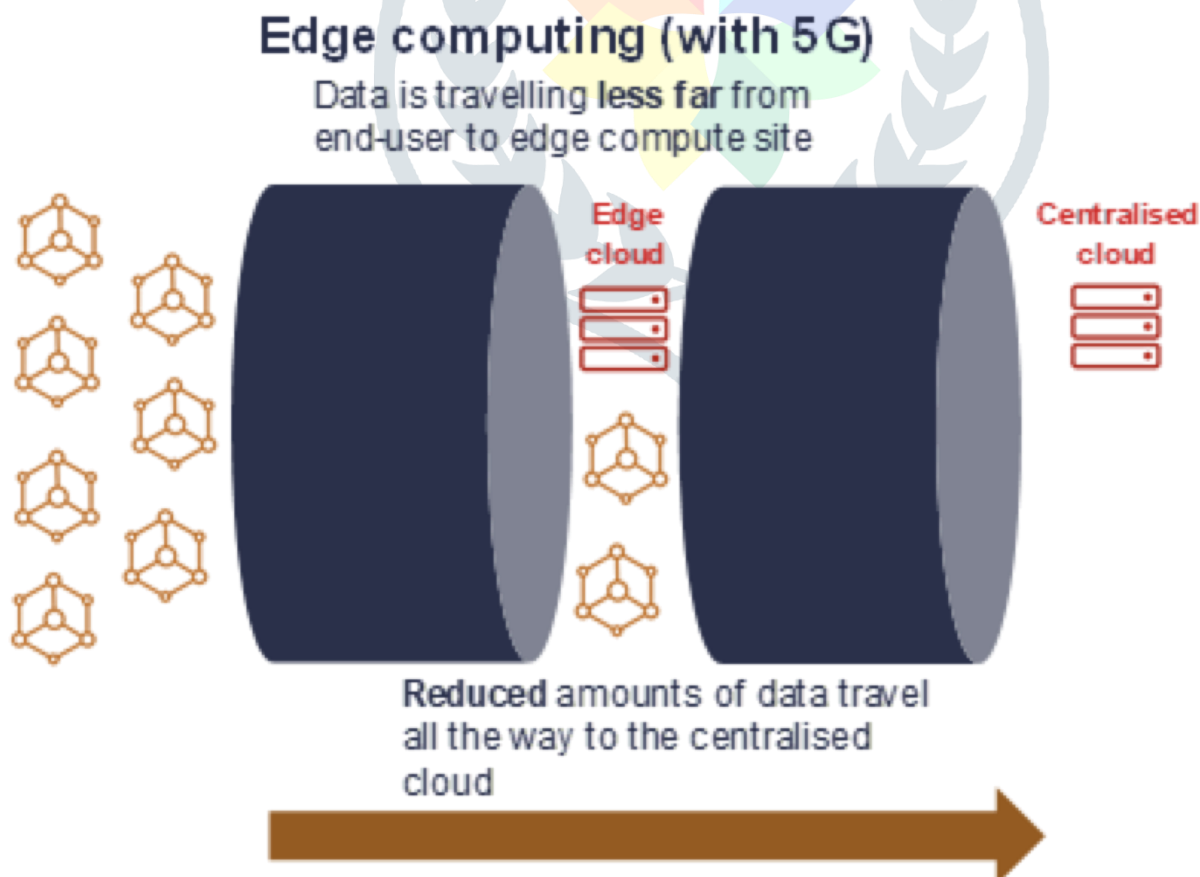 Edge computing (with 5G)
Data is travelling less far from
end-user to edge compute site
Edge
cloud
Centralised
cloud
Reduced amounts of data travel
all the way to the centralised
cloud